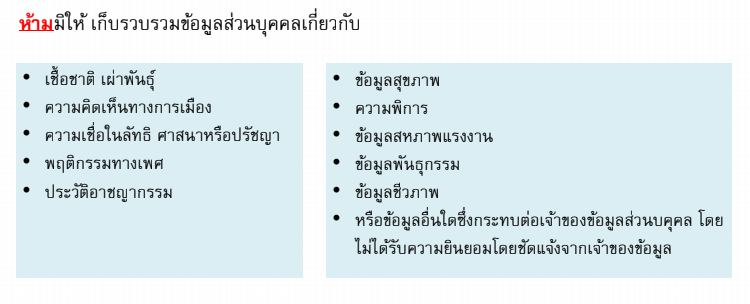 ห้ามมิให้ เก็บรวบรวมข้อมูลส่วนบุคคลเกี่ยวกับ
• เชื้อชาติ เผ่าพันธุ์
• ความคิดเห็นทางการเมือง
• ความเชื่อในลัทธิ ศาสนาหรือปรัชญา
• พฤติกรรมทางเพศ
• ประวัติอาชญากรรม
• ข้อมูลสุขภาพ
• ความพิการ
• ข้อมูลสหภาพแรงงาน
• ข้อมูลพันธุกรรม
• ข้อมูลชีวภาพ
• หรือข้อมูลอื่นใดซึ่งกระทบต่อเจ้าของข้อมูลส่วนบคุคล โดย
ไม่ได้รับความยินยอมโดยชัดแจ้งจากเจ้าของข้อมูล